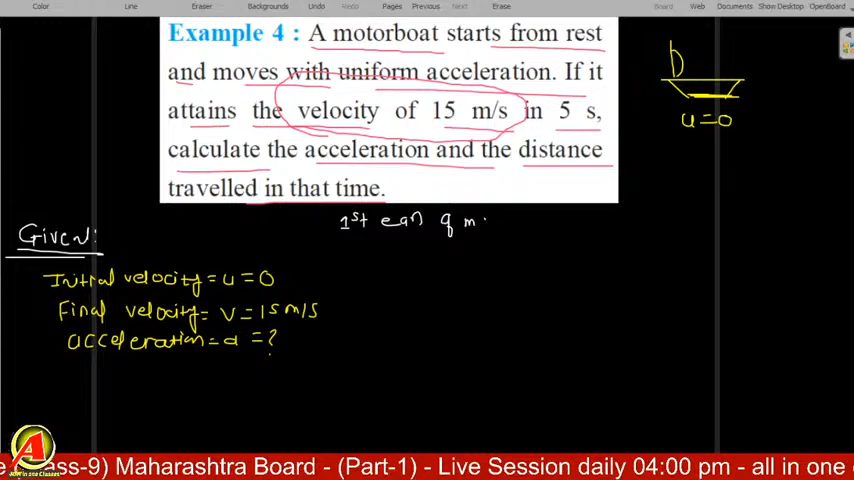 Color Line Eraser Backgrounds Undo Redo Pages Previous Next Erase Board Web Documents Show Desktop OpenBoard
Example 4 : A motorboat starts from rest
and moves with uniform acceleration. If it
attains the velocity of 15 m/s in 5 s,
calculate the acceleration and the distance
travelled in that time.
u=0
1st eqn of m.
Given:
Initial velocity = u = 0
Final velocity = v = 15 m/s
acceleration = a = ?
A
Class-9) Maharashtra Board - (Part-1) - Live Session daily 04:00 pm - all in one